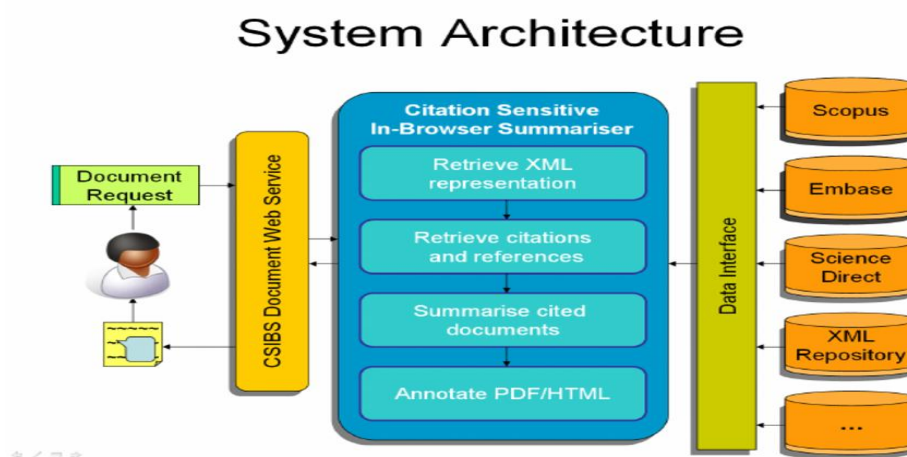 System Architecture
Document
Request
CSIBS Document Web Service
Citation Sensitive
In-Browser Summariser
Retrieve XML
representation
Retrieve citations
and references
Summarise cited
documents
Annotate PDF/HTML
Data Interface
Scopus
Embase
Science
Direct
XML
Repository
...